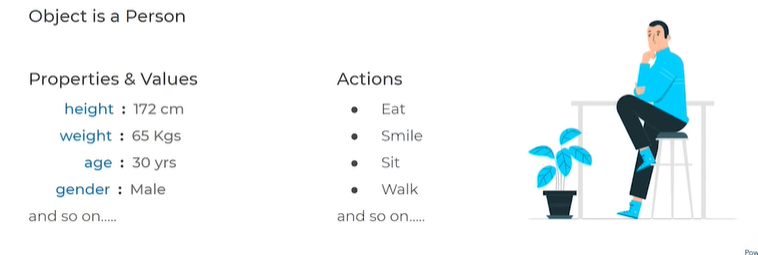 Object is a Person
Properties & Values
height : 172 cm
weight : 65 Kgs
age : 30 yrs
gender : Male
and so on.....
Actions
• Eat
• Smile
• Sit
• Walk
and so on.....
Pow